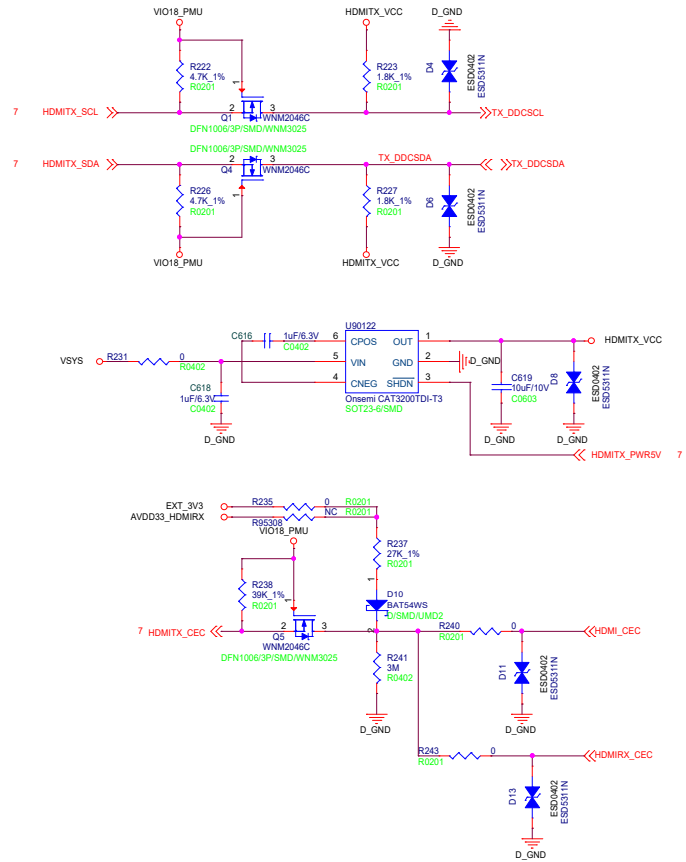 VIO18_PMU
HDMITX_VCC
D_GND
R222
4.7K_1%
R0201
1
R223
1.8K_1%
R0201
D4
ESD0402
ESD5311N
7 HDMITX_SCL
2 3
Q1 WNM2046C
DFN1006/3P/SMD/WNM3025
TX_DDCSCL
DFN1006/3P/SMD/WNM3025
7 HDMITX_SDA
2 3
Q4 WNM2046C
TX_DDCSDA
TX_DDCSDA
R226
4.7K_1%
R0201
1
R227
1.8K_1%
R0201
D6
ESD0402
ESD5311N
VIO18_PMU
HDMITX_VCC
D_GND
U90122
C616 1uF/6.3V
C0402
6 CPOS OUT 1
HDMITX_VCC
VSYS R231 0
R0402
5 VIN GND 2 D_GND
4 CNEG SHDN 3
Onsemi CAT3200TDI-T3
SOT23-6/SMD
C618
1uF/6.3V
C0402
D_GND
C619
10uF/10V
C0603
D8
ESD0402
ESD5311N
D_GND
D_GND
HDMITX_PWR5V 7
EXT_3V3 R235 0 R0201
AVDD33_HDMIRX R95308 NC R0201
VIO18_PMU
R237
27K_1%
R0201
R238
39K_1%
R0201
1
1
D10
BAT54WS
D/SMD/UMD2
2
7 HDMITX_CEC
2 3
Q5
WNM2046C
DFN1006/3P/SMD/WNM3025
R240 0
R0201
HDMI_CEC
R241
3M
R0402
D_GND
D11
ESD0402
ESD5311N
D_GND
R243 0
R0201
HDMIRX_CEC
D13
ESD0402
ESD5311N
D_GND